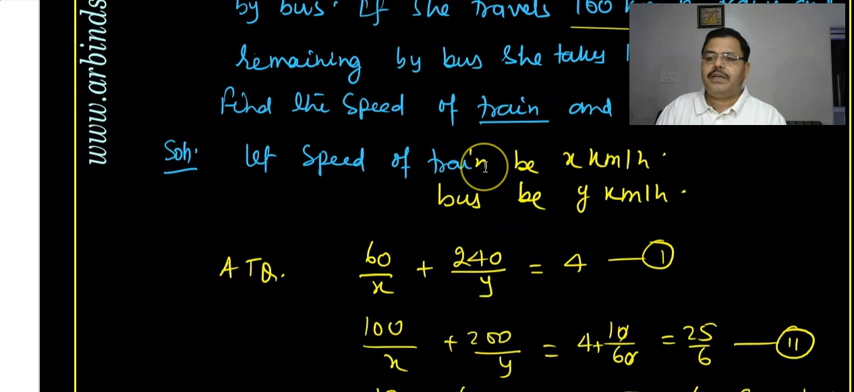 www.arbinds
by bus. If she travels 100
remaining by bus she takes
find the speed of train and
Soln. Let speed of train be x km/h.
bus be y km/h.
ATQ. 60/x + 240/y = 4 — (I)
100/x + 200/y = 4 + 10/60 = 25/6 — (II)